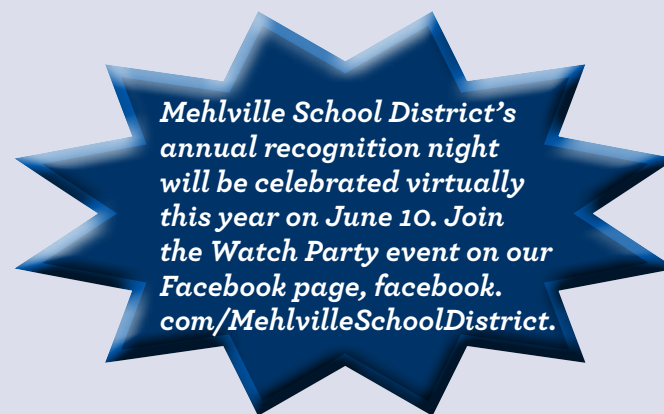 Mehlville School District’s
annual recognition night
will be celebrated virtually
this year on June 10. Join
the Watch Party event on our
Facebook page, facebook.
com/MehlvilleSchoolDistrict.